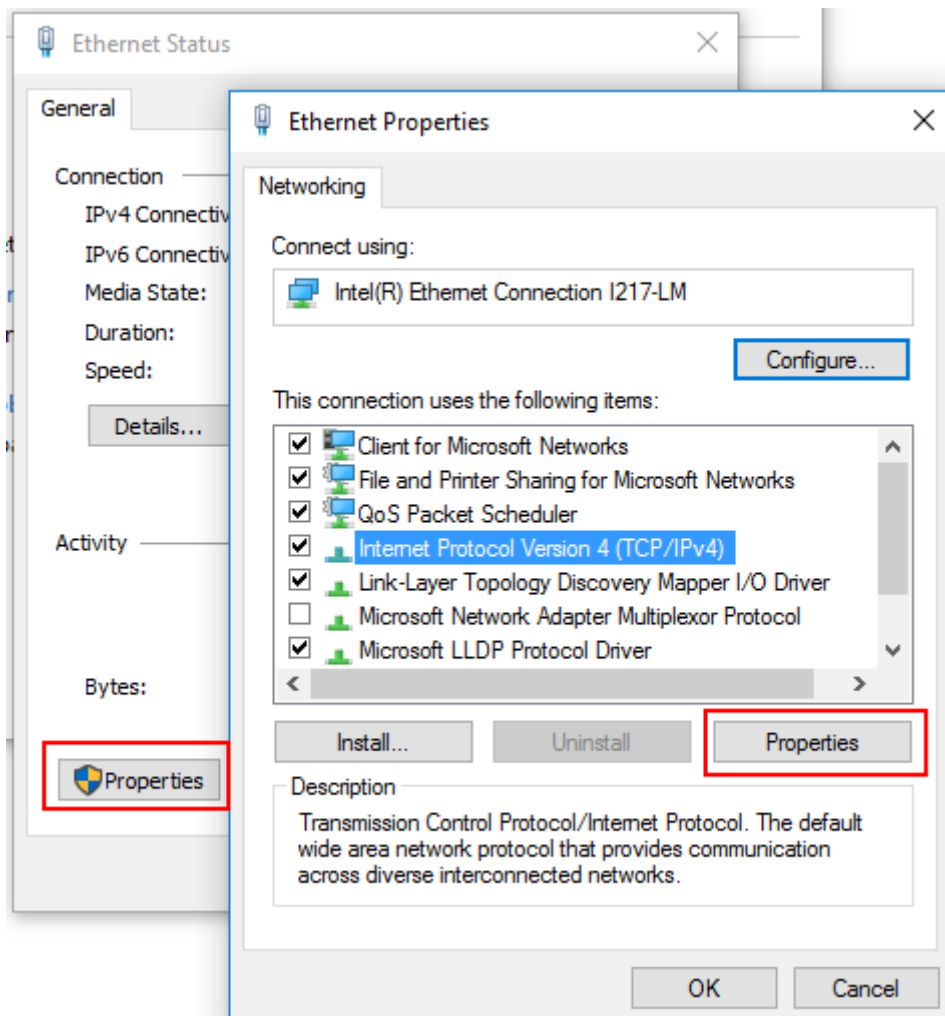 Ethernet Status
General
Connection
IPv4 Connectiv
IPv6 Connectiv
Media State:
Duration:
Speed:
Details...
Activity
Bytes:
Properties
Ethernet Properties
Networking
Connect using:
Intel(R) Ethernet Connection I217-LM
Configure...
This connection uses the following items:
Client for Microsoft Networks
File and Printer Sharing for Microsoft Networks
QoS Packet Scheduler
Internet Protocol Version 4 (TCP/IPv4)
Link-Layer Topology Discovery Mapper I/O Driver
Microsoft Network Adapter Multiplexor Protocol
Microsoft LLDP Protocol Driver
Install...
Uninstall
Properties
Description
Transmission Control Protocol/Internet Protocol. The default
wide area network protocol that provides communication
across diverse interconnected networks.
OK
Cancel